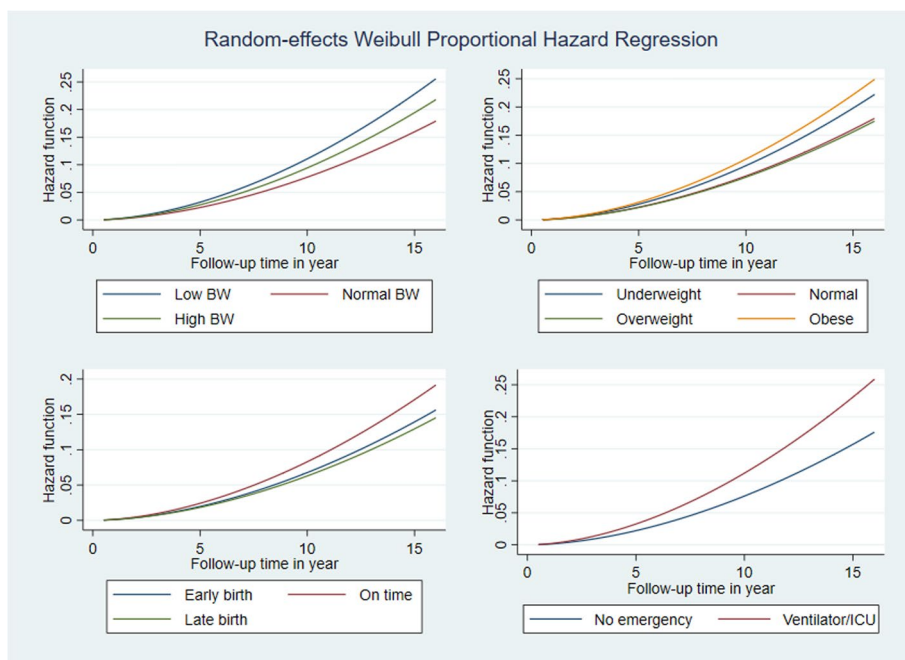 Random-effects Weibull Proportional Hazard Regression
Hazard function
0 .05 .1 .15 .2 .25
0 5 10 15
Follow-up time in year
Low BW Normal BW
High BW
Hazard function
0 .05 .1 .15 .2 .25
0 5 10 15
Follow-up time in year
Underweight Normal
Overweight Obese
Hazard function
0 .05 .1 .15 .2
0 5 10 15
Follow-up time in year
Early birth On time
Late birth
Hazard function
0 .05 .1 .15 .2 .25
0 5 10 15
Follow-up time in year
No emergency Ventilator/ICU